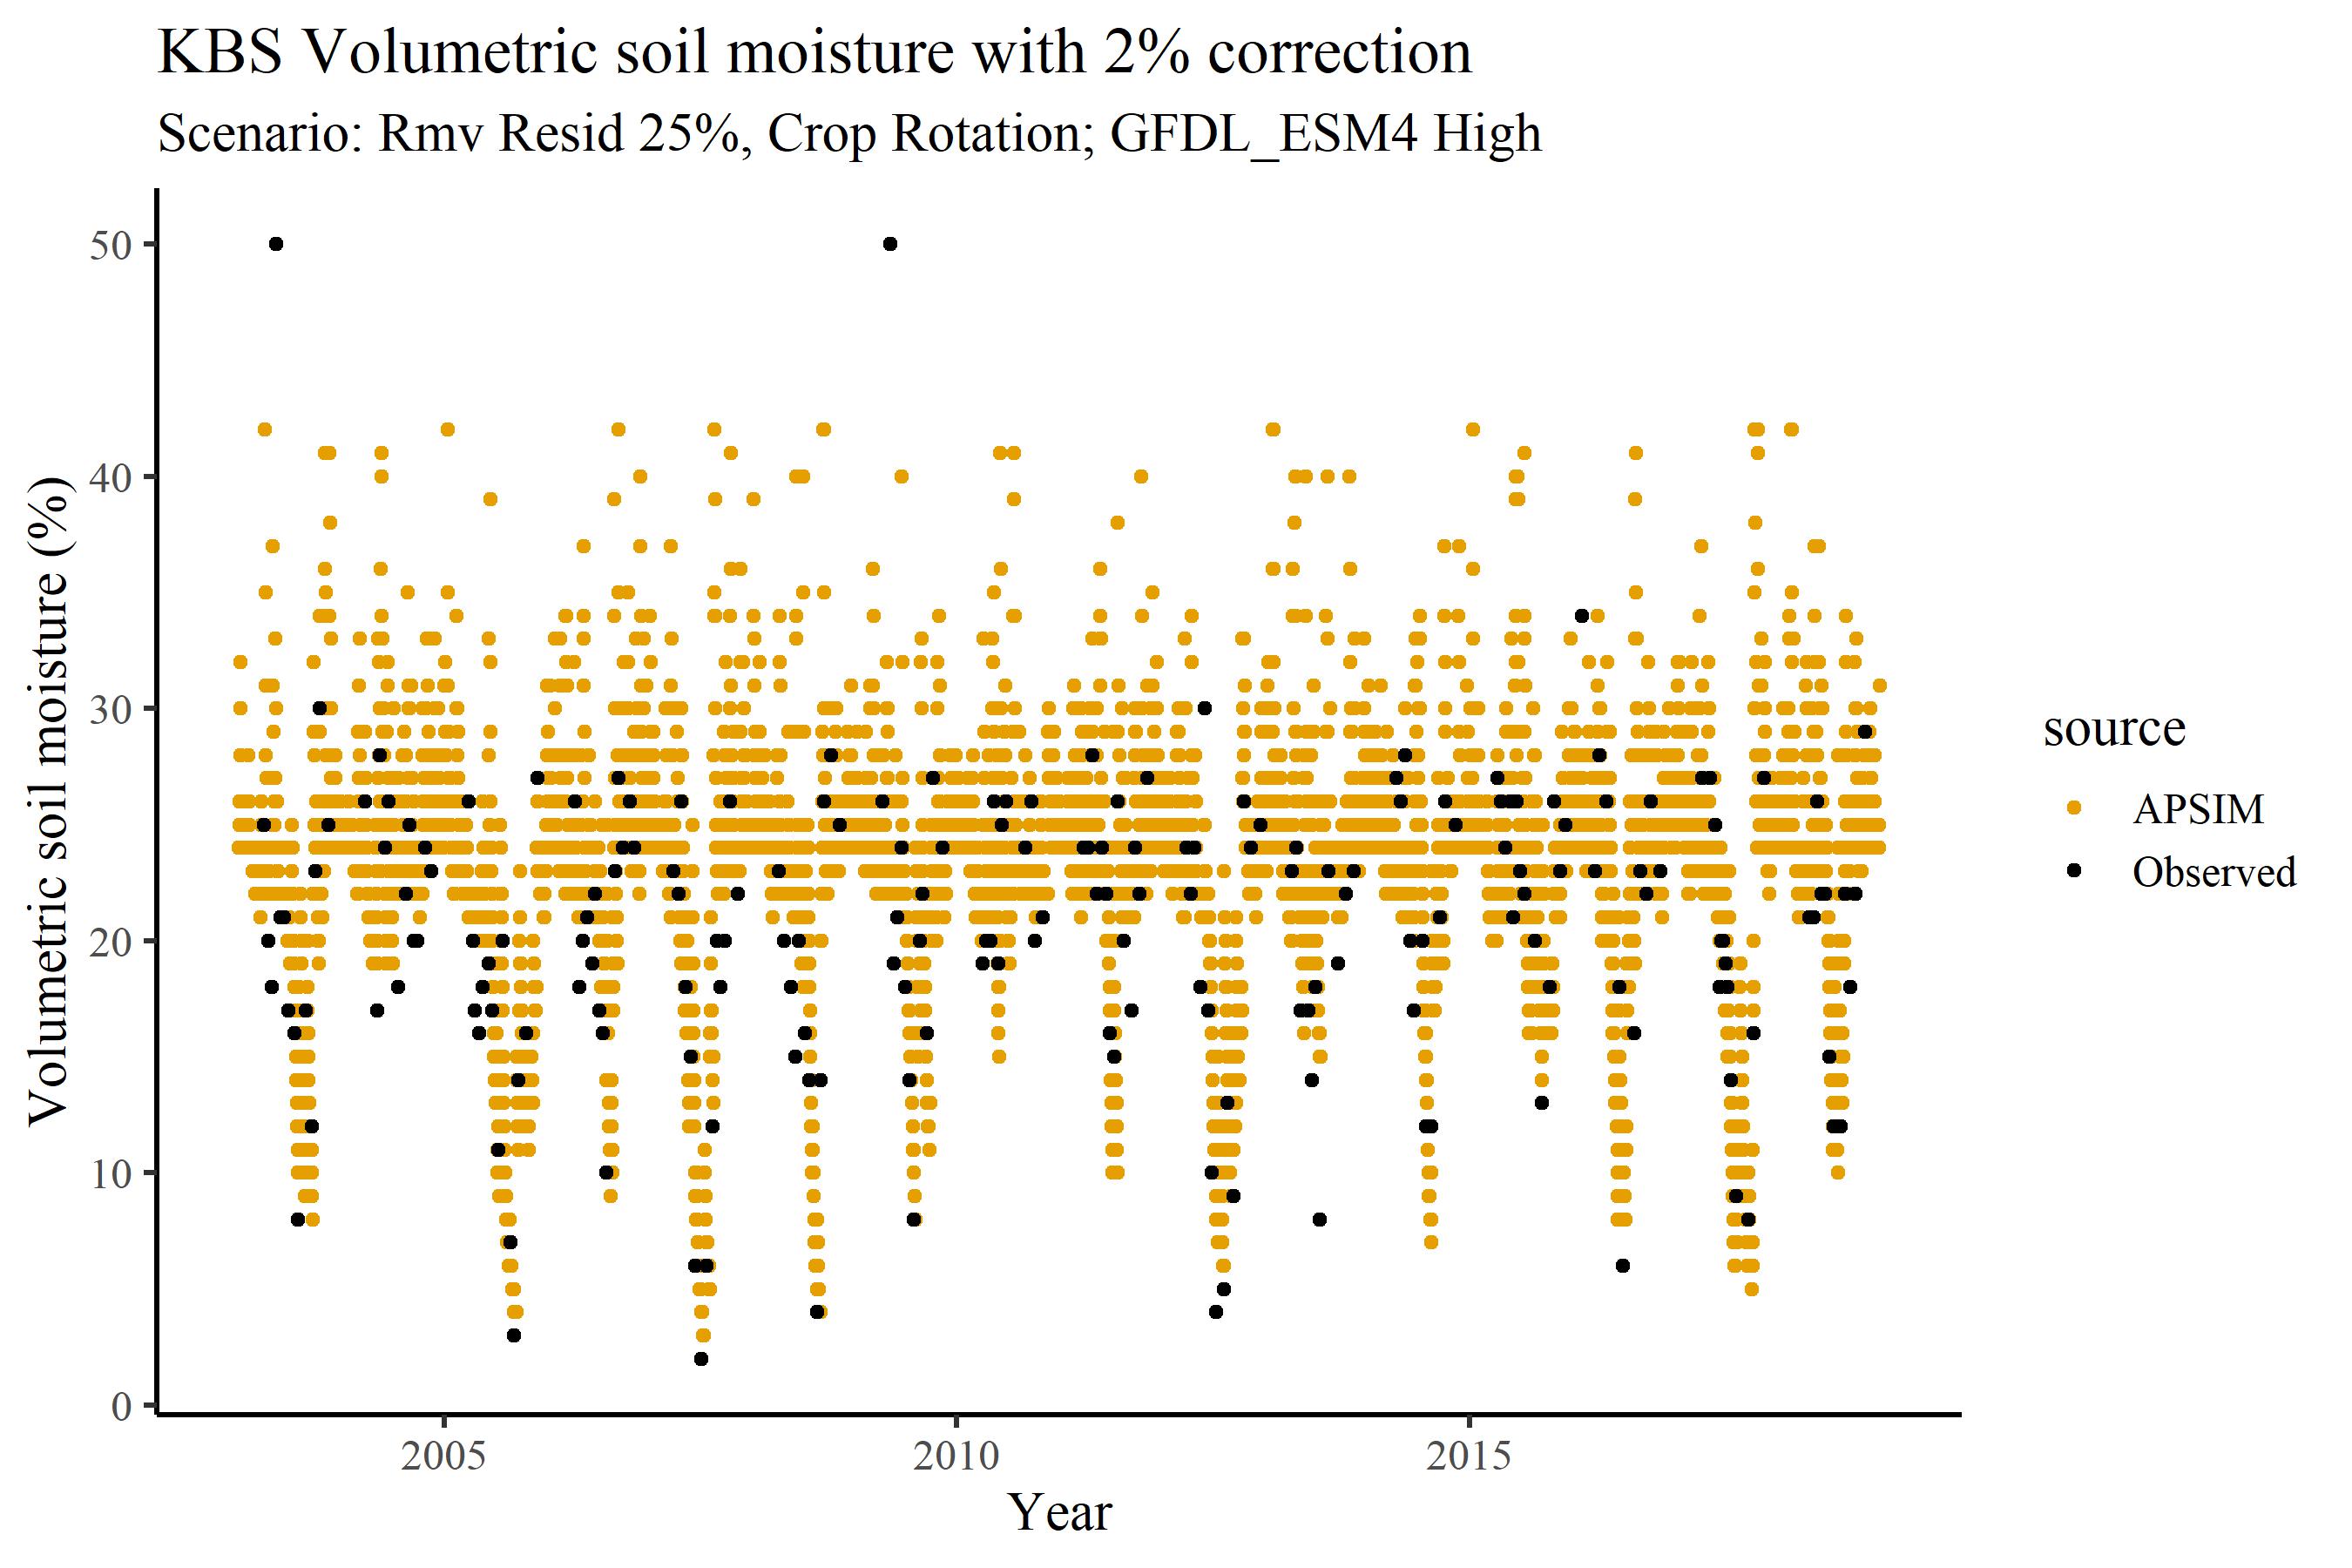 KBS Volumetric soil moisture with 2% correction
Scenario: Rmv Resid 25%, Crop Rotation; GFDL_ESM4 High
Volumetric soil moisture (%)
50
40
30
20
10
0
2005
2010
2015
Year
source
APSIM
Observed